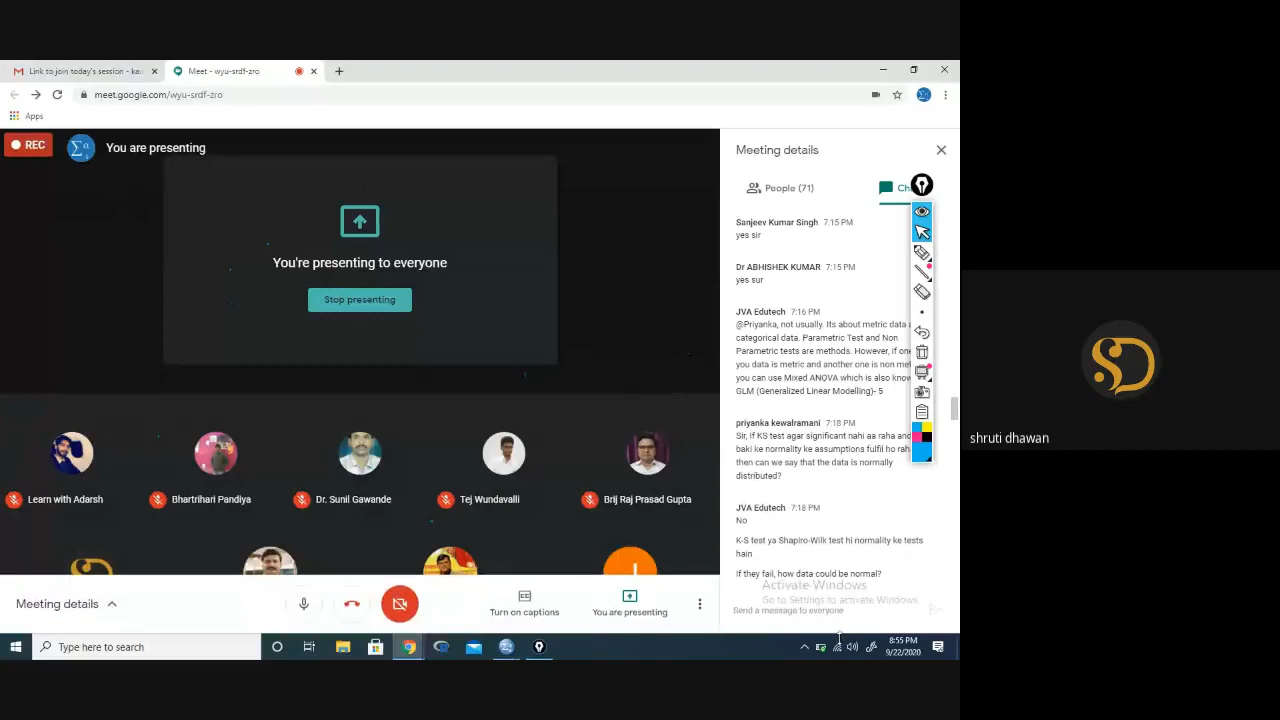 Link to join today's session - ka
Meet - wyu-srdf-zro
meet.google.com/wyu-srdf-zro
Apps
REC
You are presenting
You're presenting to everyone
Stop presenting
Learn with Adarsh
Bhartrihari Pandiya
Dr. Sunil Gawande
Tej Wundavalli
Brij Raj Prasad Gupta
Meeting details
People (71)
Ch
Sanjeev Kumar Singh 7:15 PM
yes sir
Dr ABHISHEK KUMAR 7:15 PM
yes sur
JVA Edutech 7:16 PM
@Priyanka, not usually. Its about metric data a
categorical data. Parametric Test and Non
Parametric tests are methods. However, if one
you data is metric and another one is non met
you can use Mixed ANOVA which is also know
GLM (Generalized Linear Modelling)- 5
priyanka kewalramani 7:18 PM
Sir, If KS test agar significant nahi aa raha and
baki ke normality ke assumptions fulfil ho rah
then can we say that the data is normally
distributed?
JVA Edutech 7:18 PM
No
K-S test ya Shapiro-Wilk test hi normality ke tests
hain
If they fail, how data could be normal?
Activate Windows
Go to Settings to activate Windows.
Send a message to everyone
Meeting details
Turn on captions
You are presenting
Type here to search
8:55 PM
9/22/2020
SD
shruti dhawan